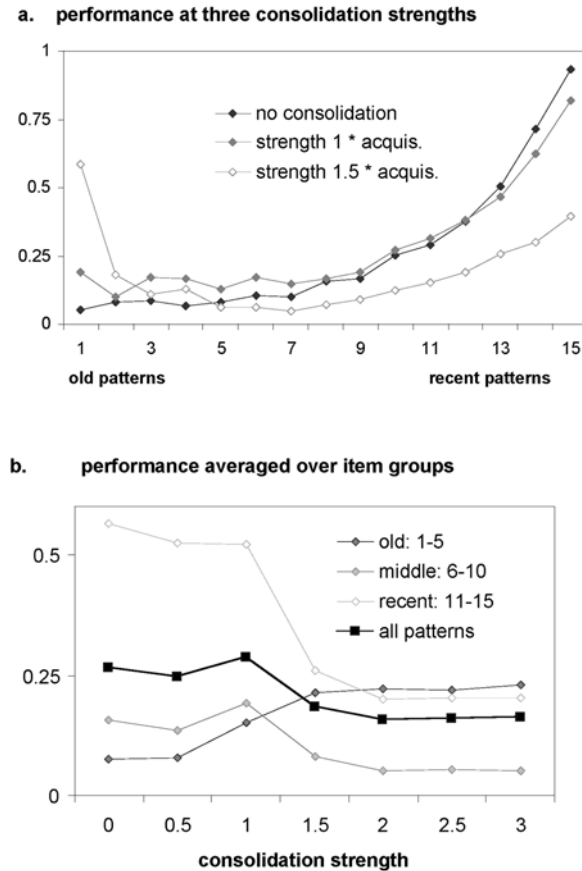 a. performance at three consolidation strengths
1
no consolidation
strength 1 * acquis.
0.75
strength 1.5 * acquis.
0.5
0.25
0
1 3 5 7 9 11 13 15
old patterns recent patterns
b. performance averaged over item groups
old: 1-5
0.5
middle: 6-10
recent: 11-15
all patterns
0.25
0
0 0.5 1 1.5 2 2.5 3
consolidation strength